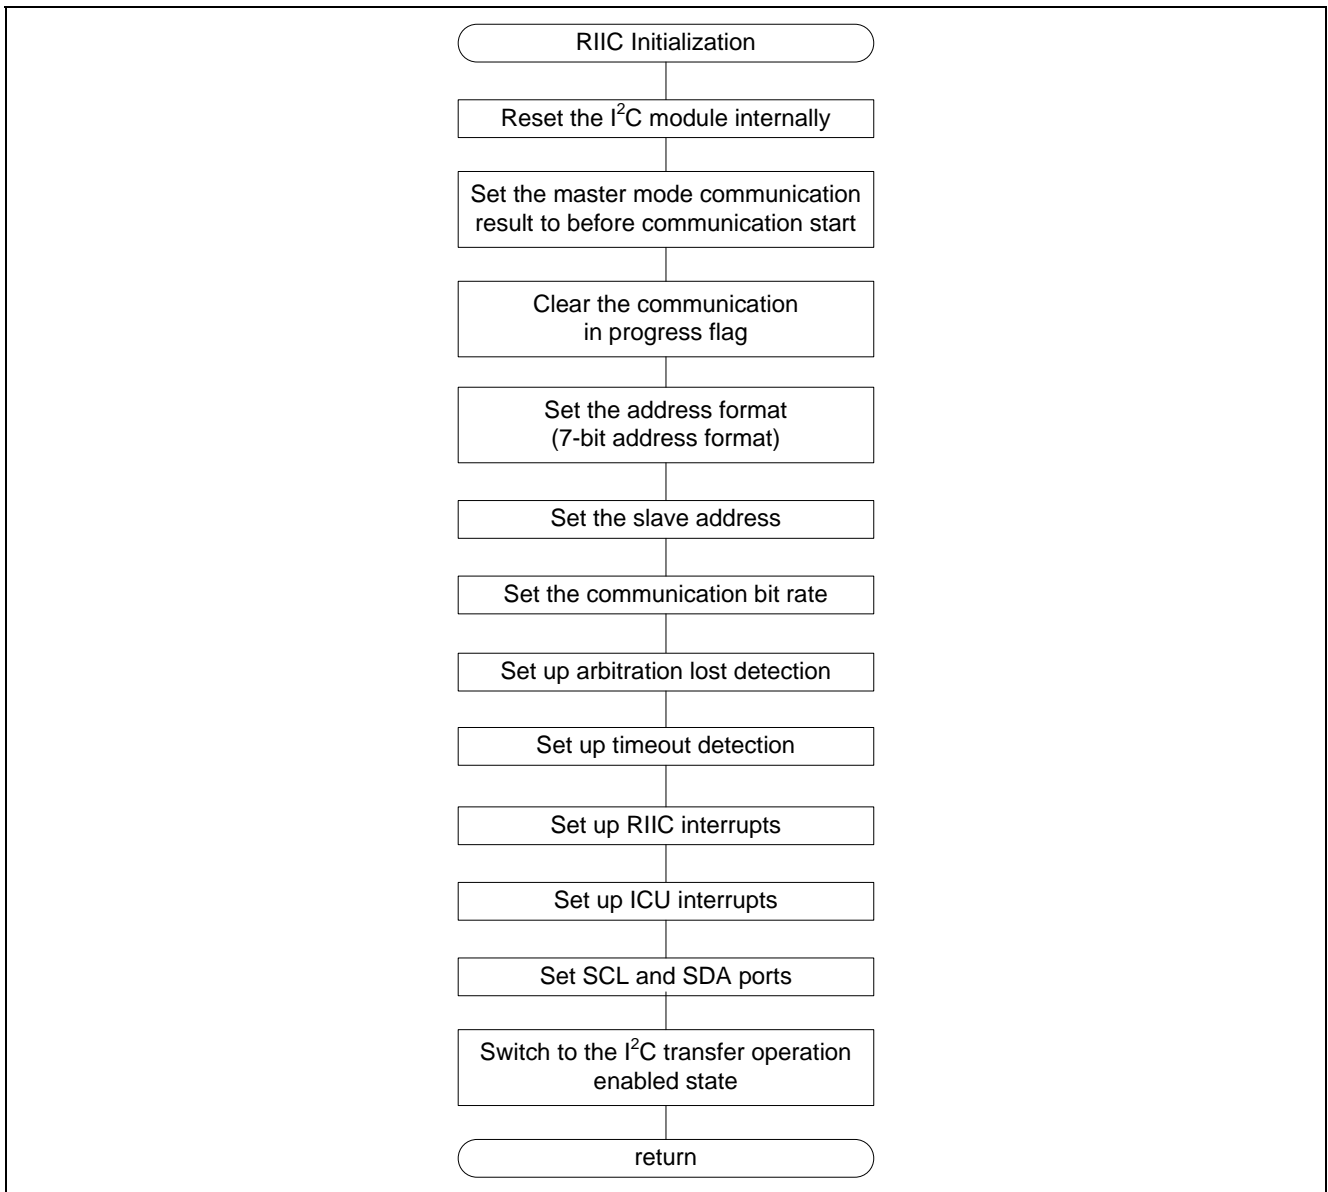 RIIC Initialization
Reset the I²C module internally
Set the master mode communication
result to before communication start
Clear the communication
in progress flag
Set the address format
(7-bit address format)
Set the slave address
Set the communication bit rate
Set up arbitration lost detection
Set up timeout detection
Set up RIIC interrupts
Set up ICU interrupts
Set SCL and SDA ports
Switch to the I²C transfer operation
enabled state
return